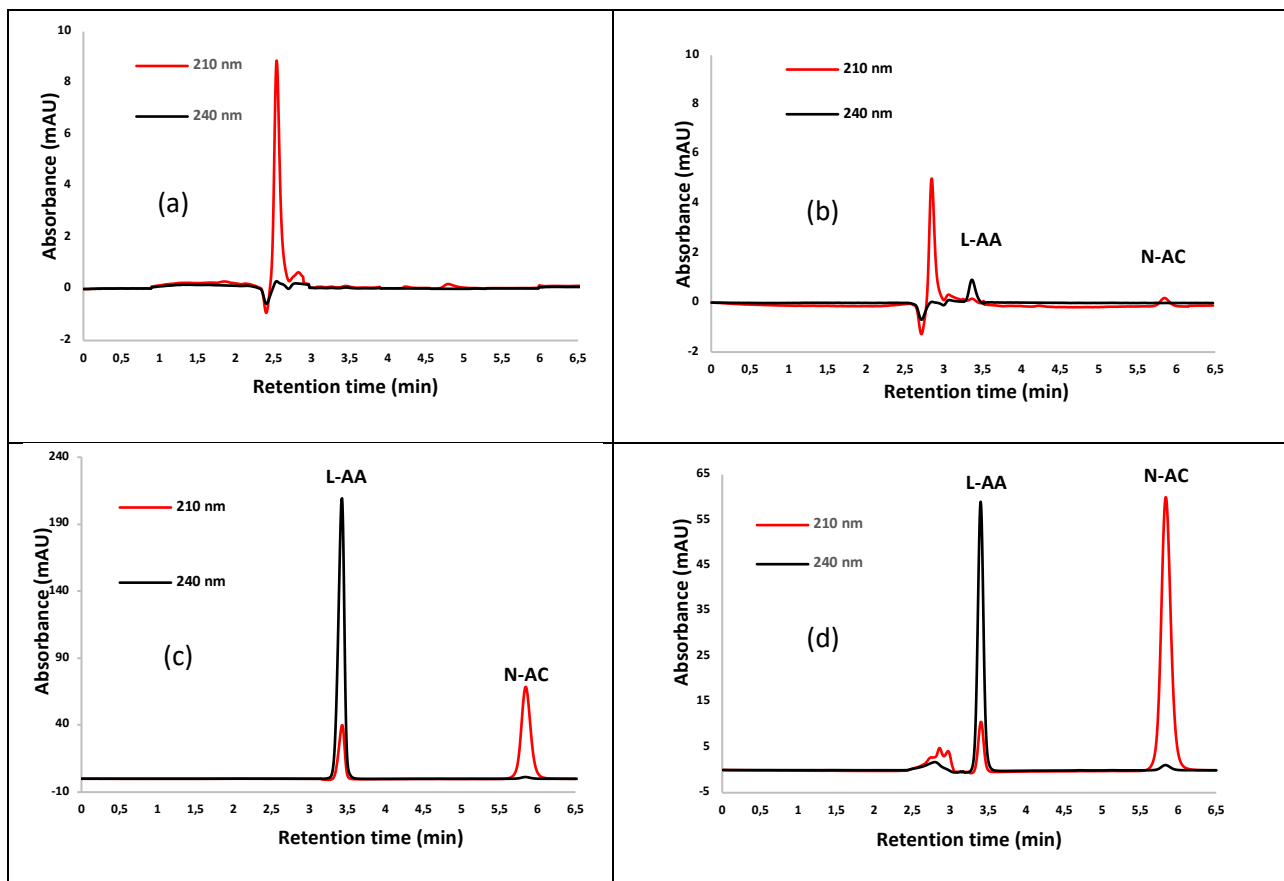 10
8
6
4
2
0
-2
Absorbance (mAU)
210 nm
240 nm
(a)
0 0,5 1 1,5 2 2,5 3 3,5 4 4,5 5 5,5 6 6,5
Retention time (min)
10
8
6
4
2
0
-2
Absorbance (mAU)
210 nm
240 nm
(b)
L-AA
N-AC
0 0,5 1 1,5 2 2,5 3 3,5 4 4,5 5 5,5 6 6,5
Retention time (min)
240
190
140
90
40
-10
Absorbance (mAU)
L-AA
210 nm
240 nm
(c)
N-AC
0 0,5 1 1,5 2 2,5 3 3,5 4 4,5 5 5,5 6 6,5
Retention time (min)
65
55
45
35
25
15
5
-5
Absorbance (mAU)
L-AA
N-AC
210 nm
240 nm
(d)
0 0,5 1 1,5 2 2,5 3 3,5 4 4,5 5 5,5 6 6,5
Retention time (min)